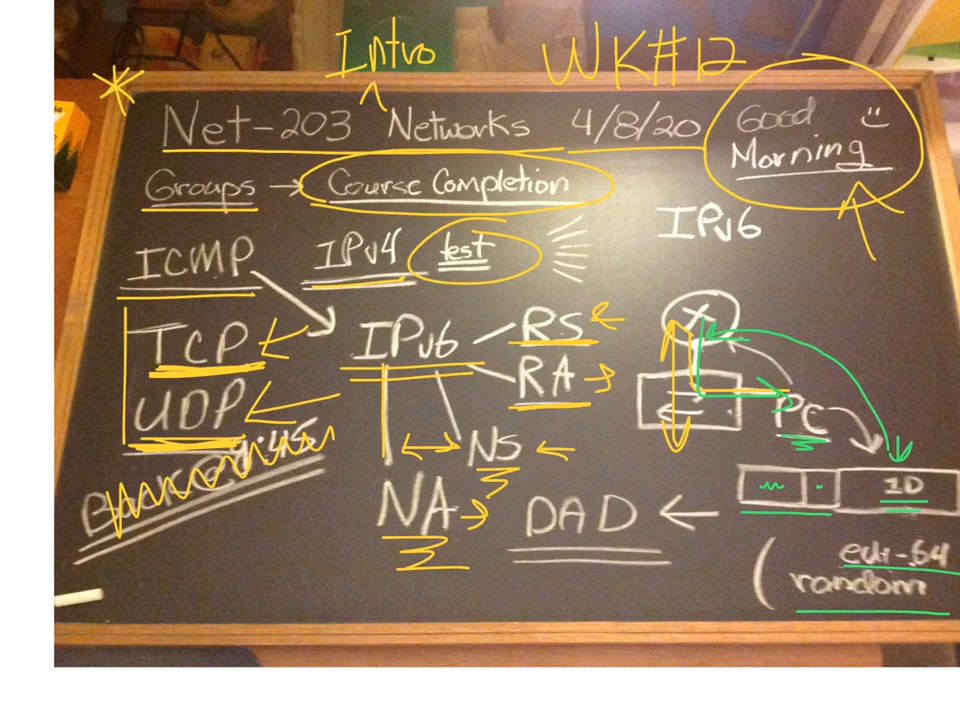 Intro WK#12
Net-203 Networks 4/8/20
Good
Morning
Groups → Course Completion
ICMP IPv4 test
IPv6
TCP
UDP
IPv6
RS
RA
NS
NA
DAD
X
PC
ID
eui-64
random